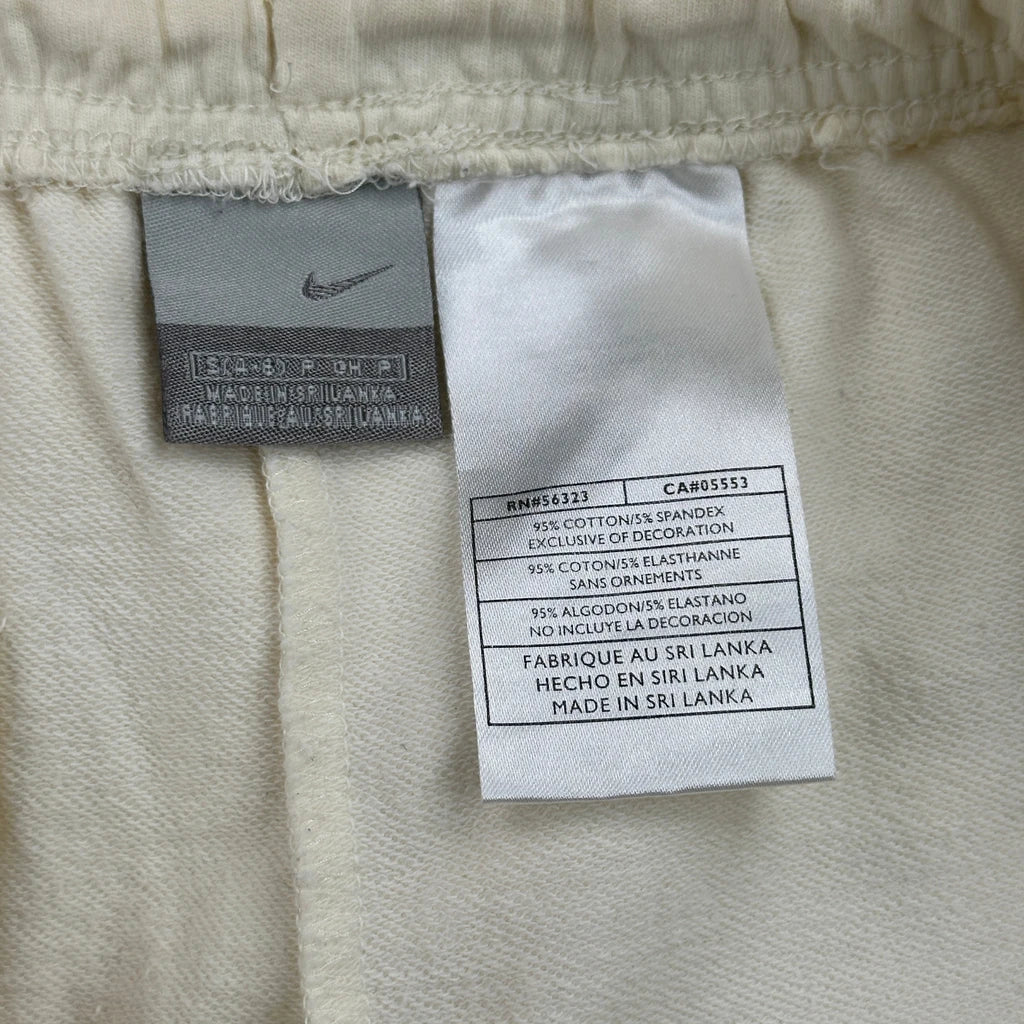 S(4-6) P CH P
MADE IN SRI LANKA
FABRIQUE AU SRI LANKA
RN#56323 CA#05553
95% COTTON/5% SPANDEX
EXCLUSIVE OF DECORATION
95% COTON/5% ELASTHANNE
SANS ORNEMENTS
95% ALGODON/5% ELASTANO
NO INCLUYE LA DECORACION
FABRIQUE AU SRI LANKA
HECHO EN SIRI LANKA
MADE IN SRI LANKA